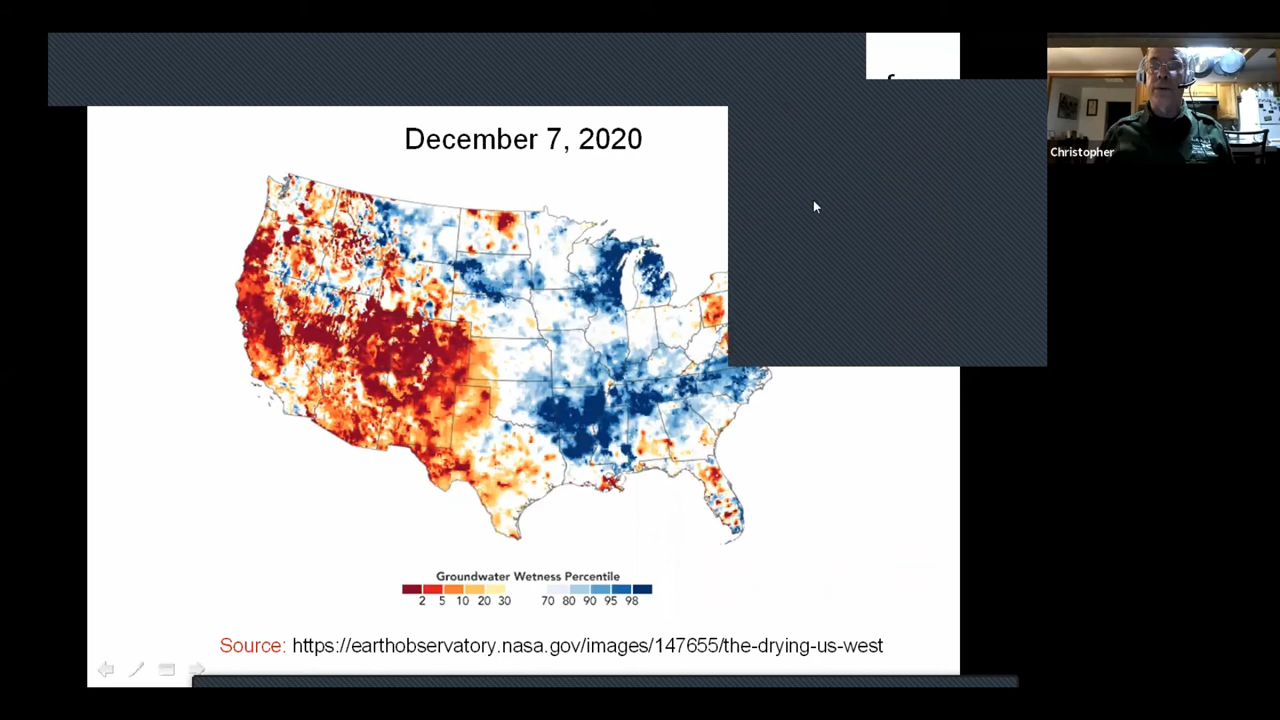 December 7, 2020
Christopher
Groundwater Wetness Percentile
2 5 10 20 30 70 80 90 95 98
Source: https://earthobservatory.nasa.gov/images/147655/the-drying-us-west